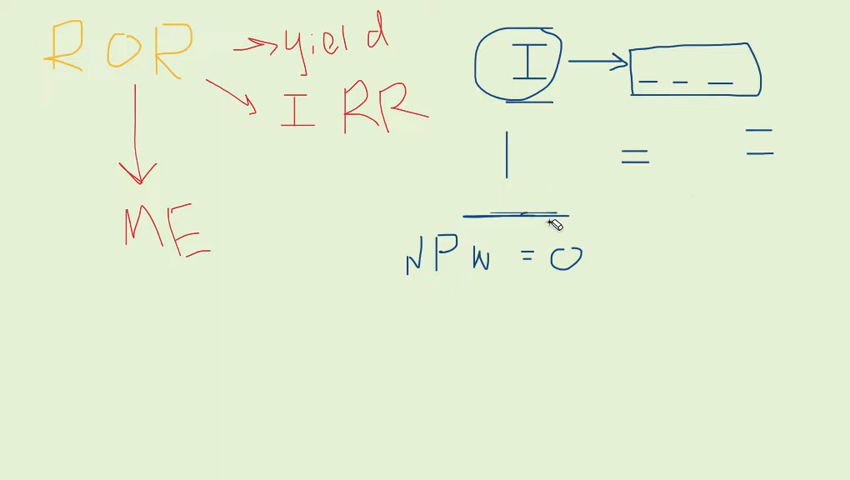 ROR → yield
→ IRR
I → _ _ _
| = =
ME
NPW = 0